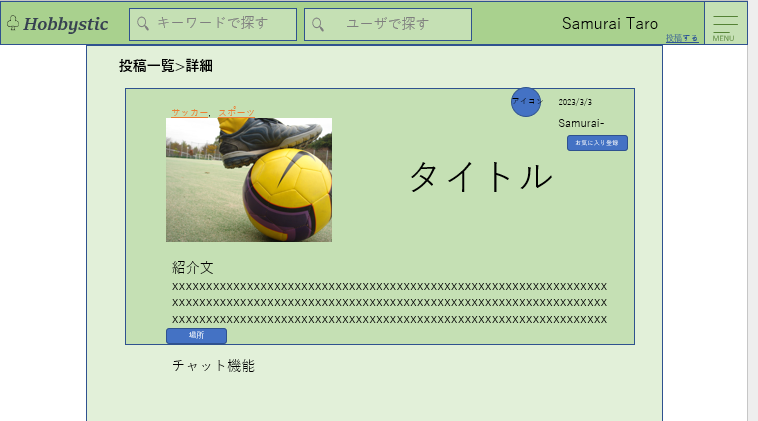 Hobbystic
キーワードで探す
ユーザで探す
Samurai Taro
投稿する
MENU
投稿一覧>詳細
サッカー、スポーツ
アイコン
2023/3/3
Samurai-
お気に入り登録
タイトル
紹介文
xxxxxxxxxxxxxxxxxxxxxxxxxxxxxxxxxxxxxxxxxxxxxxxxxxxxxxxxxxxxxx
xxxxxxxxxxxxxxxxxxxxxxxxxxxxxxxxxxxxxxxxxxxxxxxxxxxxxxxxxxxxxx
xxxxxxxxxxxxxxxxxxxxxxxxxxxxxxxxxxxxxxxxxxxxxxxxxxxxxxxxxxxxxx
場所
チャット機能